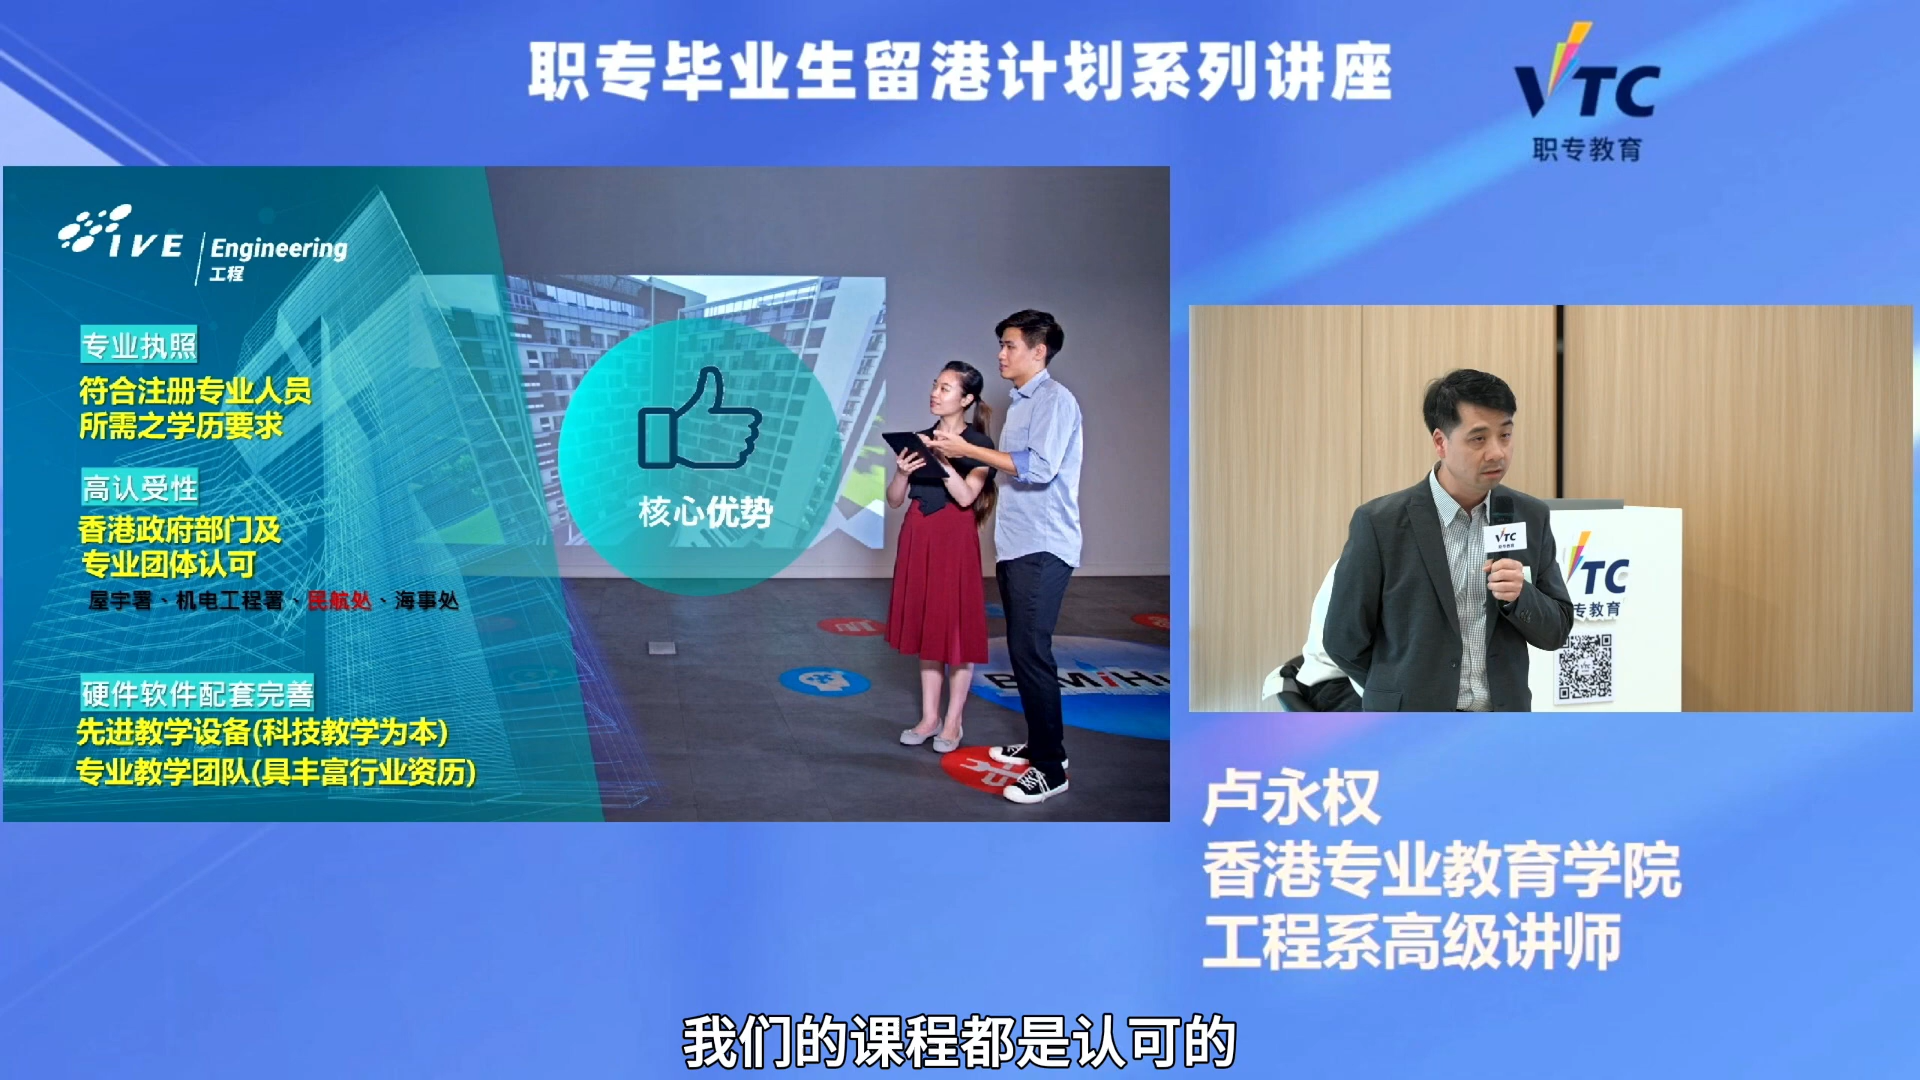 职专毕业生留港计划系列讲座
VTC
职专教育
IVE
Engineering
工程
专业执照
符合注册专业人员
所需之学历要求
高认受性
香港政府部门及
专业团体认可
屋宇署、机电工程署、民航处、海事处
硬件软件配套完善
先进教学设备(科技教学为本)
专业教学团队(具丰富行业资历)
核心优势
VTC
职专教育
VTC
专教育
卢永权
香港专业教育学院
工程系高级讲师
我们的课程都是认可的